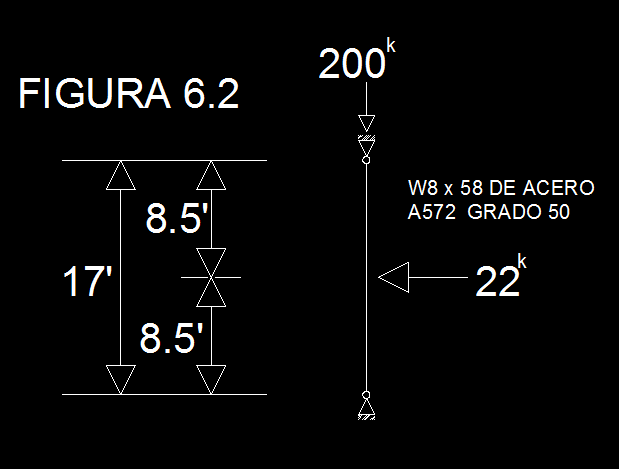 200k
FIGURA 6.2
W8 x 58 DE ACERO
A572 GRADO 50
8.5'
17'
22k
8.5'